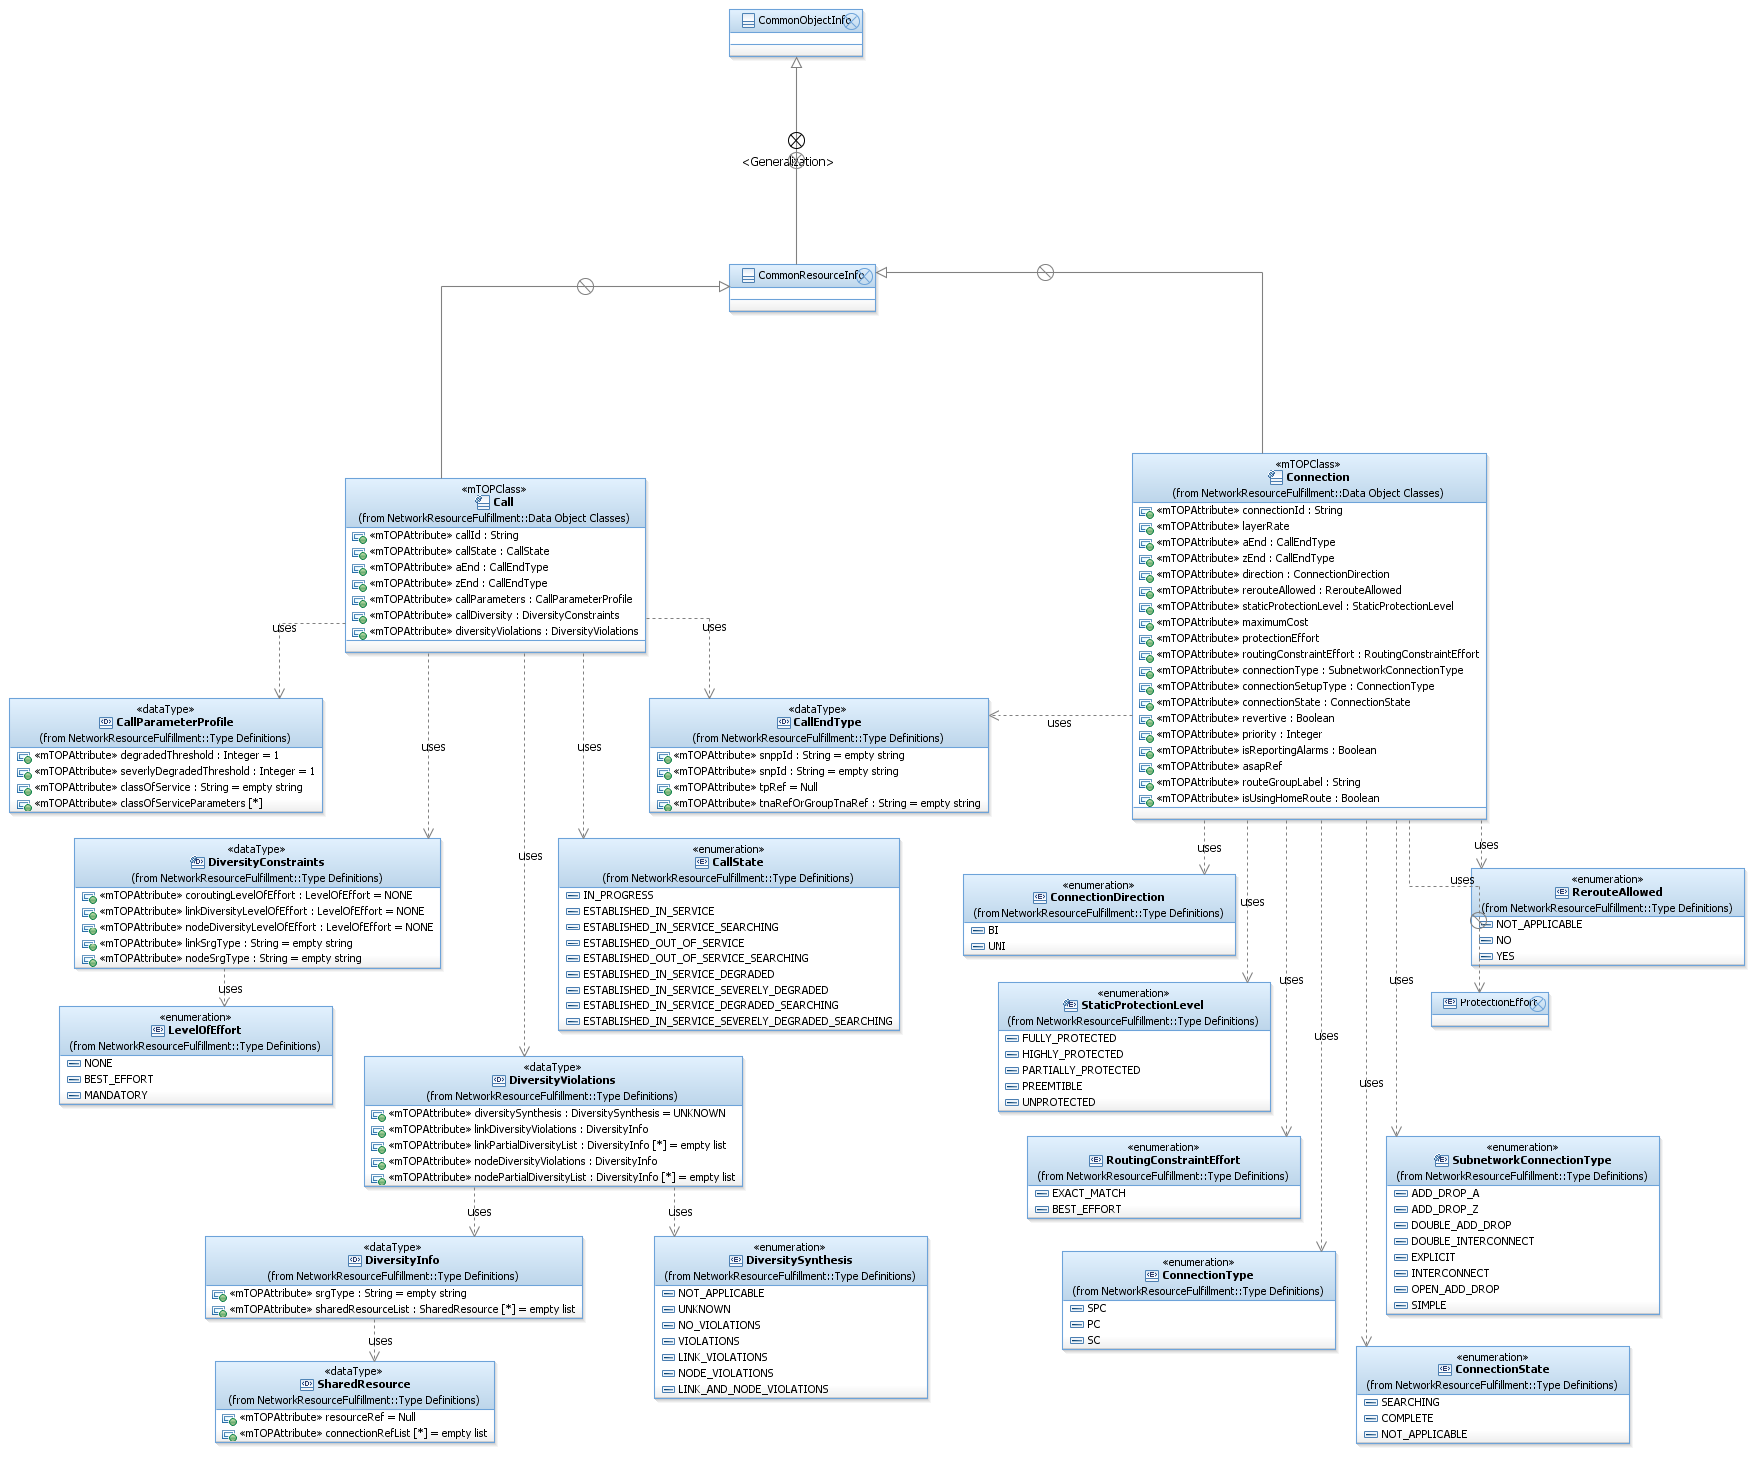 CommonObjectInfo
<Generalization>
CommonResourceInfo
«mTOPClass»
Call
(from NetworkResourceFulfillment::Data Object Classes)
«mTOPAttribute» callId : String
«mTOPAttribute» callState : CallState
«mTOPAttribute» aEnd : CallEndType
«mTOPAttribute» zEnd : CallEndType
«mTOPAttribute» callParameters : CallParameterProfile
«mTOPAttribute» callDiversity : DiversityConstraints
«mTOPAttribute» diversityViolations : DiversityViolations
«mTOPClass»
Connection
(from NetworkResourceFulfillment::Data Object Classes)
«mTOPAttribute» connectionId : String
«mTOPAttribute» layerRate
«mTOPAttribute» aEnd : CallEndType
«mTOPAttribute» zEnd : CallEndType
«mTOPAttribute» direction : ConnectionDirection
«mTOPAttribute» rerouteAllowed : RerouteAllowed
«mTOPAttribute» staticProtectionLevel : StaticProtectionLevel
«mTOPAttribute» maximumCost
«mTOPAttribute» protectionEffort
«mTOPAttribute» routingConstraintEffort : RoutingConstraintEffort
«mTOPAttribute» connectionType : SubnetworkConnectionType
«mTOPAttribute» connectionSetupType : ConnectionType
«mTOPAttribute» connectionState : ConnectionState
«mTOPAttribute» revertive : Boolean
«mTOPAttribute» priority : Integer
«mTOPAttribute» isReportingAlarms : Boolean
«mTOPAttribute» asapRef
«mTOPAttribute» routeGroupLabel : String
«mTOPAttribute» isUsingHomeRoute : Boolean
uses
uses
uses
uses
uses
uses
«dataType»
CallParameterProfile
(from NetworkResourceFulfillment::Type Definitions)
«mTOPAttribute» degradedThreshold : Integer = 1
«mTOPAttribute» severlyDegradedThreshold : Integer = 1
«mTOPAttribute» classOfService : String = empty string
«mTOPAttribute» classOfServiceParameters [*]
«dataType»
CallEndType
(from NetworkResourceFulfillment::Type Definitions)
«mTOPAttribute» snppId : String = empty string
«mTOPAttribute» snpId : String = empty string
«mTOPAttribute» tpRef = Null
«mTOPAttribute» tnaRefOrGroupTnaRef : String = empty string
«dataType»
DiversityConstraints
(from NetworkResourceFulfillment::Type Definitions)
«mTOPAttribute» coroutingLevelOfEffort : LevelOfEffort = NONE
«mTOPAttribute» linkDiversityLevelOfEffort : LevelOfEffort = NONE
«mTOPAttribute» nodeDiversityLevelOfEffort : LevelOfEffort = NONE
«mTOPAttribute» linkSrgType : String = empty string
«mTOPAttribute» nodeSrgType : String = empty string
uses
«enumeration»
CallState
(from NetworkResourceFulfillment::Type Definitions)
IN_PROGRESS
ESTABLISHED_IN_SERVICE
ESTABLISHED_IN_SERVICE_SEARCHING
ESTABLISHED_OUT_OF_SERVICE
ESTABLISHED_OUT_OF_SERVICE_SEARCHING
ESTABLISHED_IN_SERVICE_DEGRADED
ESTABLISHED_IN_SERVICE_SEVERELY_DEGRADED
ESTABLISHED_IN_SERVICE_DEGRADED_SEARCHING
ESTABLISHED_IN_SERVICE_SEVERELY_DEGRADED_SEARCHING
«enumeration»
LevelOfEffort
(from NetworkResourceFulfillment::Type Definitions)
NONE
BEST_EFFORT
MANDATORY
«dataType»
DiversityViolations
(from NetworkResourceFulfillment::Type Definitions)
«mTOPAttribute» diversitySynthesis : DiversitySynthesis = UNKNOWN
«mTOPAttribute» linkDiversityViolations : DiversityInfo
«mTOPAttribute» linkPartialDiversityList : DiversityInfo [*] = empty list
«mTOPAttribute» nodeDiversityViolations : DiversityInfo
«mTOPAttribute» nodePartialDiversityList : DiversityInfo [*] = empty list
uses
uses
«dataType»
DiversityInfo
(from NetworkResourceFulfillment::Type Definitions)
«mTOPAttribute» srgType : String = empty string
«mTOPAttribute» sharedResourceList : SharedResource [*] = empty list
uses
«dataType»
SharedResource
(from NetworkResourceFulfillment::Type Definitions)
«mTOPAttribute» resourceRef = Null
«mTOPAttribute» connectionRefList [*] = empty list
«enumeration»
DiversitySynthesis
(from NetworkResourceFulfillment::Type Definitions)
NOT_APPLICABLE
UNKNOWN
NO_VIOLATIONS
VIOLATIONS
LINK_VIOLATIONS
NODE_VIOLATIONS
LINK_AND_NODE_VIOLATIONS
uses
uses
uses
uses
uses
uses
uses
uses
«enumeration»
ConnectionDirection
(from NetworkResourceFulfillment::Type Definitions)
BI
UNI
«enumeration»
RerouteAllowed
(from NetworkResourceFulfillment::Type Definitions)
NOT_APPLICABLE
NO
YES
ProtectionEffort
«enumeration»
StaticProtectionLevel
(from NetworkResourceFulfillment::Type Definitions)
FULLY_PROTECTED
HIGHLY_PROTECTED
PARTIALLY_PROTECTED
PREEMTIBLE
UNPROTECTED
«enumeration»
RoutingConstraintEffort
(from NetworkResourceFulfillment::Type Definitions)
EXACT_MATCH
BEST_EFFORT
«enumeration»
SubnetworkConnectionType
(from NetworkResourceFulfillment::Type Definitions)
ADD_DROP_A
ADD_DROP_Z
DOUBLE_ADD_DROP
DOUBLE_INTERCONNECT
EXPLICIT
INTERCONNECT
OPEN_ADD_DROP
SIMPLE
«enumeration»
ConnectionType
(from NetworkResourceFulfillment::Type Definitions)
SPC
PC
SC
«enumeration»
ConnectionState
(from NetworkResourceFulfillment::Type Definitions)
SEARCHING
COMPLETE
NOT_APPLICABLE